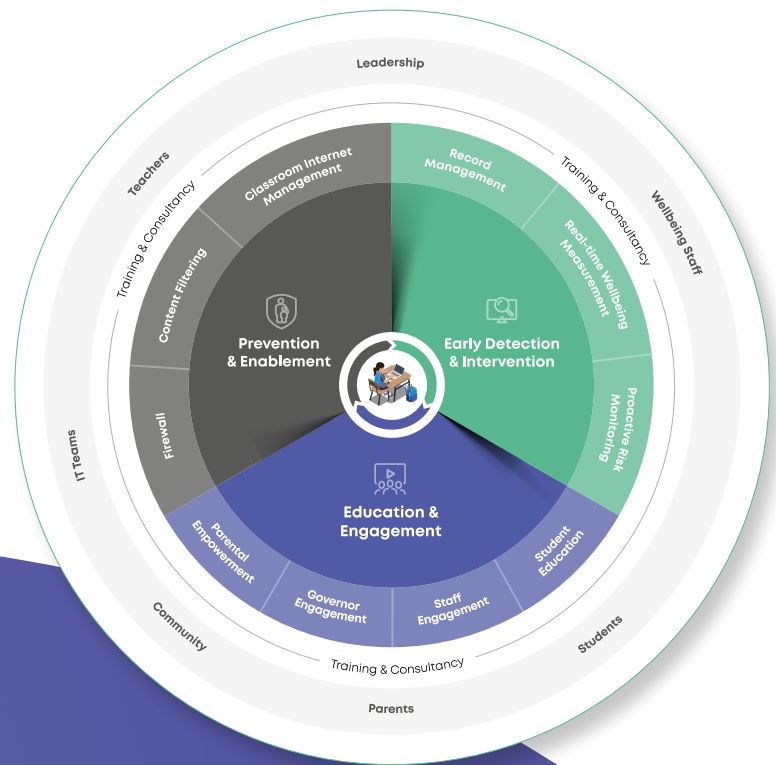 Leadership
Teachers
Wellbeing Staff
IT Teams
Community
Students
Parents
Training & Consultancy
Training & Consultancy
Training & Consultancy
Classroom Internet
Management
Content Filtering
Firewall
Record
Management
Real-time Wellbeing
Measurement
Proactive Risk
Monitoring
Prevention
& Enablement
Early Detection
& Intervention
Education &
Engagement
Parental
Empowerment
Governor
Engagement
Staff
Engagement
Student
Education